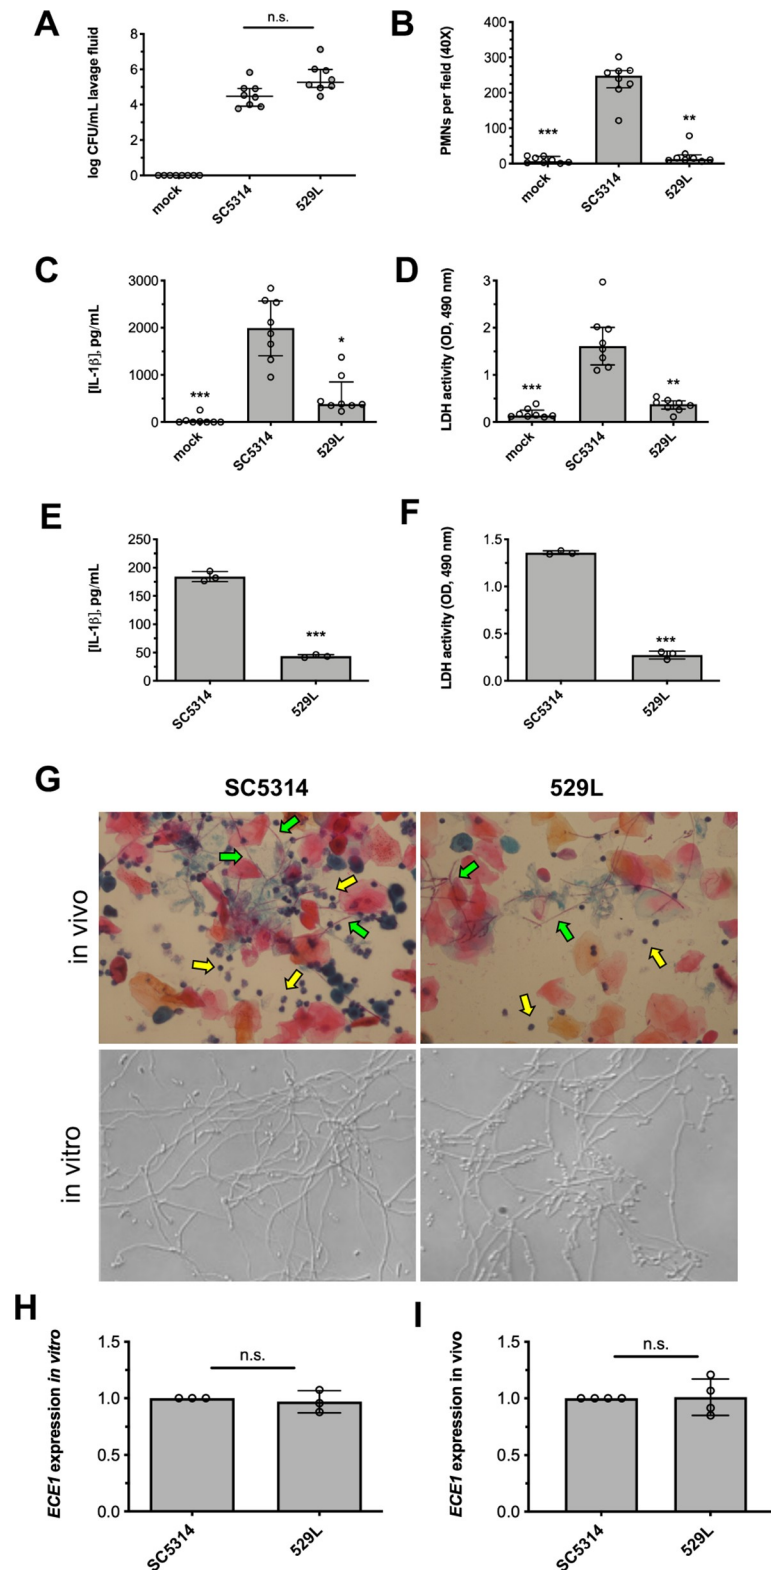 A
n.s.
log CFU/mL lavage fluid
8
6
4
2
0
mock
SC5314
529L
B
PMNs per field (40X)
400
300
200
100
0
***
**
mock
SC5314
529L
C
[IL-1β], pg/mL
3000
2000
1000
0
***
*
mock
SC5314
529L
D
LDH activity (OD, 490 nm)
3
2
1
0
***
**
mock
SC5314
529L
E
[IL-1β], pg/mL
250
200
150
100
50
0
***
SC5314
529L
F
LDH activity (OD, 490 nm)
1.5
1.0
0.5
0.0
***
SC5314
529L
G
SC5314
529L
in vivo
in vitro
H
ECE1 expression in vitro
1.5
1.0
0.5
0.0
n.s.
SC5314
529L
I
ECE1 expression in vivo
1.5
1.0
0.5
0.0
n.s.
SC5314
529L